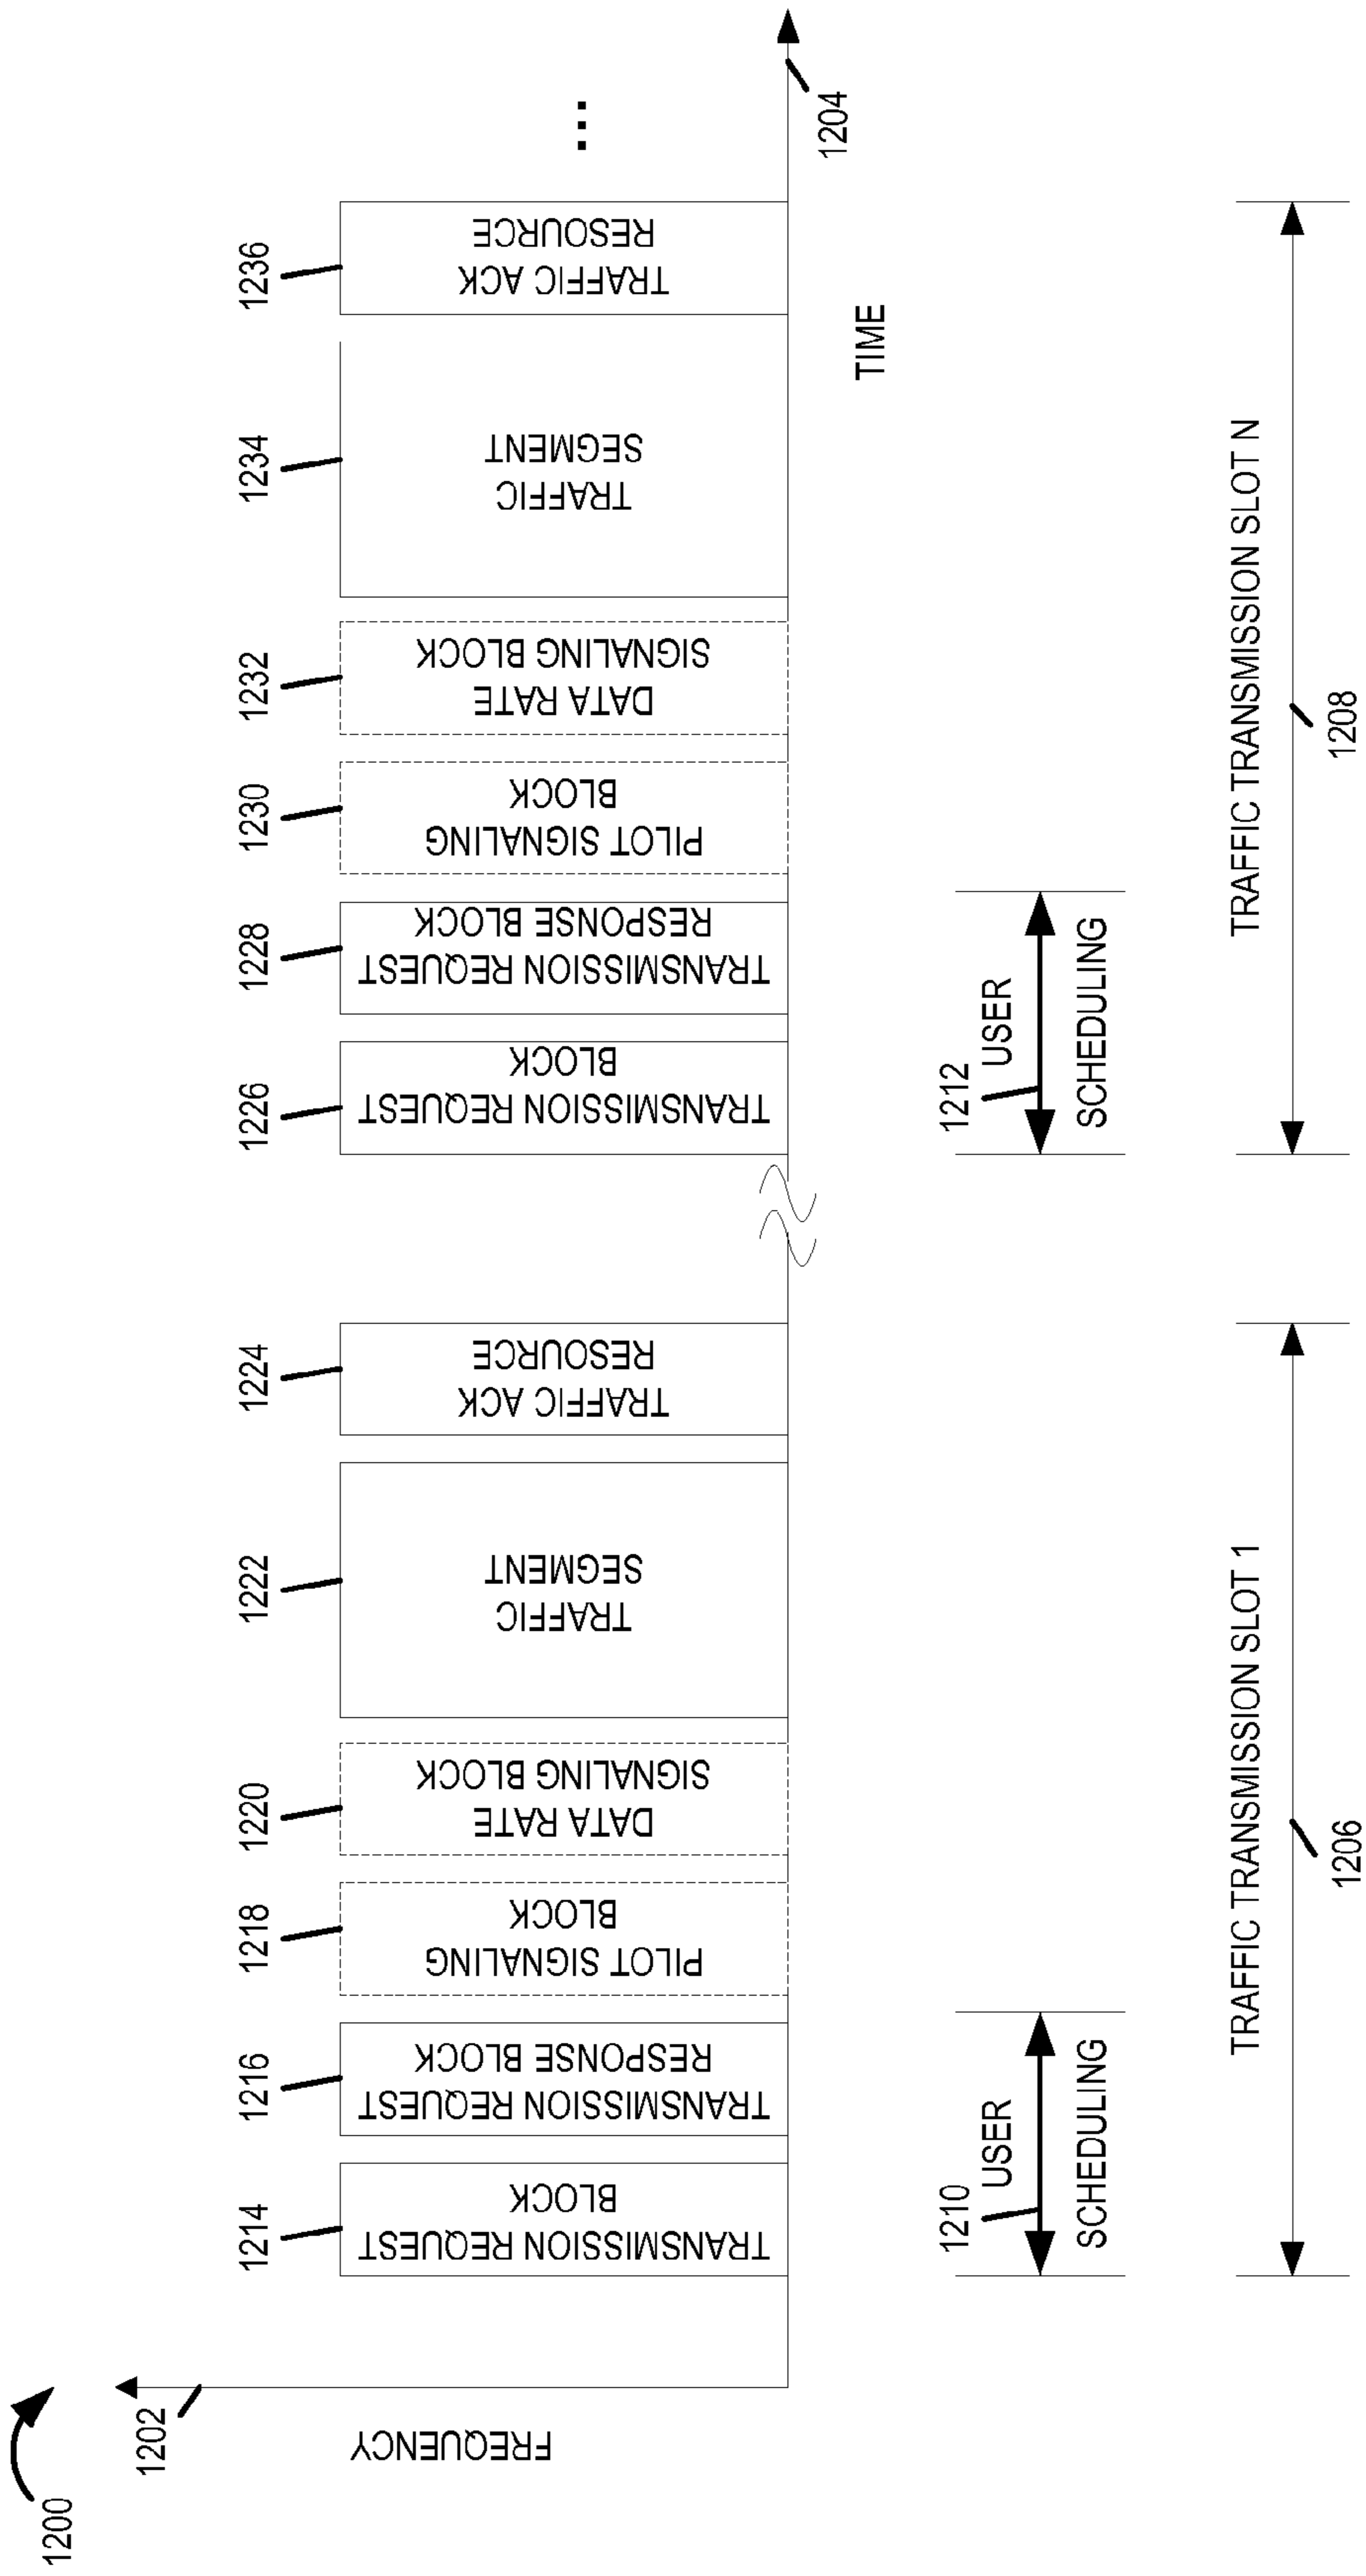 1200
1202
FREQUENCY
1214
TRANSMISSION REQUEST
BLOCK
1216
TRANSMISSION REQUEST
RESPONSE BLOCK
1218
PILOT SIGNALING
BLOCK
1220
DATA RATE
SIGNALING BLOCK
1222
TRAFFIC
SEGMENT
1224
TRAFFIC ACK
RESOURCE
1226
TRANSMISSION REQUEST
BLOCK
1228
TRANSMISSION REQUEST
RESPONSE BLOCK
1230
PILOT SIGNALING
BLOCK
1232
DATA RATE
SIGNALING BLOCK
1234
TRAFFIC
SEGMENT
1236
TRAFFIC ACK
RESOURCE
...
1204
TIME
1210
USER
SCHEDULING
1212
USER
SCHEDULING
TRAFFIC TRANSMISSION SLOT 1
1206
TRAFFIC TRANSMISSION SLOT N
1208